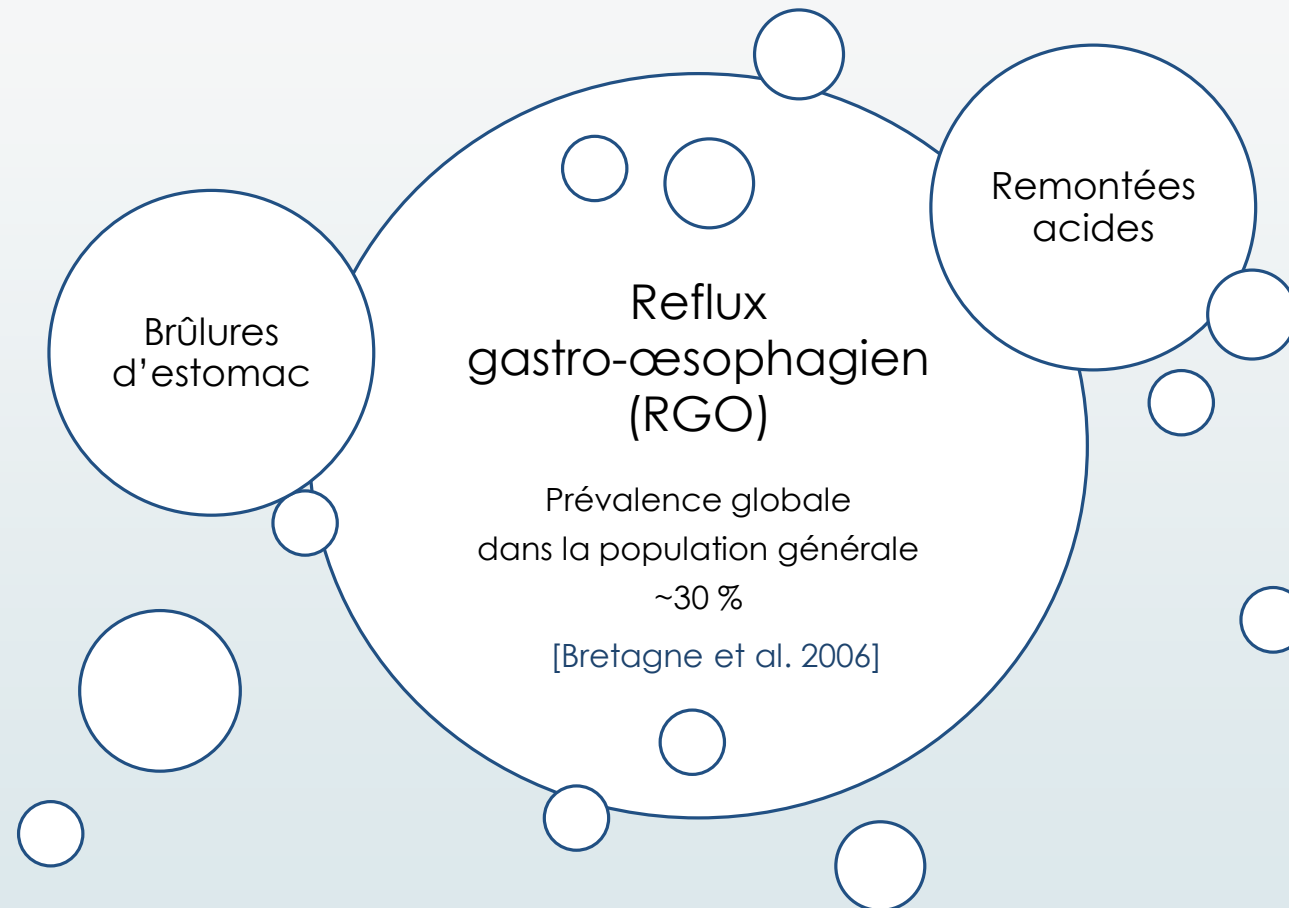 Brûlures
d’estomac
Reflux
gastro-œsophagien
(RGO)
Prévalence globale
dans la population générale
~30 %
[Bretagne et al. 2006]
Remontées
acides